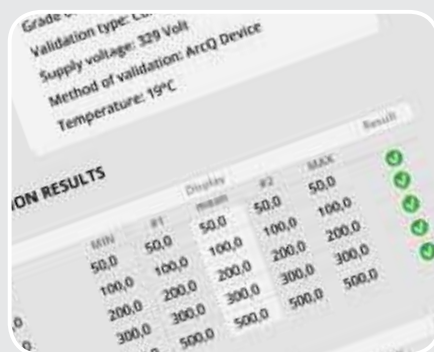 Grade
Validation type:
Supply voltage: 329 Volt
Method of validation: ArcQ Device
Temperature: 19°C
ION RESULTS
Display
Result
MIN #1 mean #2 MAX
50,0 50,0 50,0 50,0 50,0
100,0 100,0 100,0 100,0 100,0
200,0 200,0 200,0 200,0 200,0
300,0 300,0 300,0 300,0 300,0
500,0 500,0 500,0 500,0